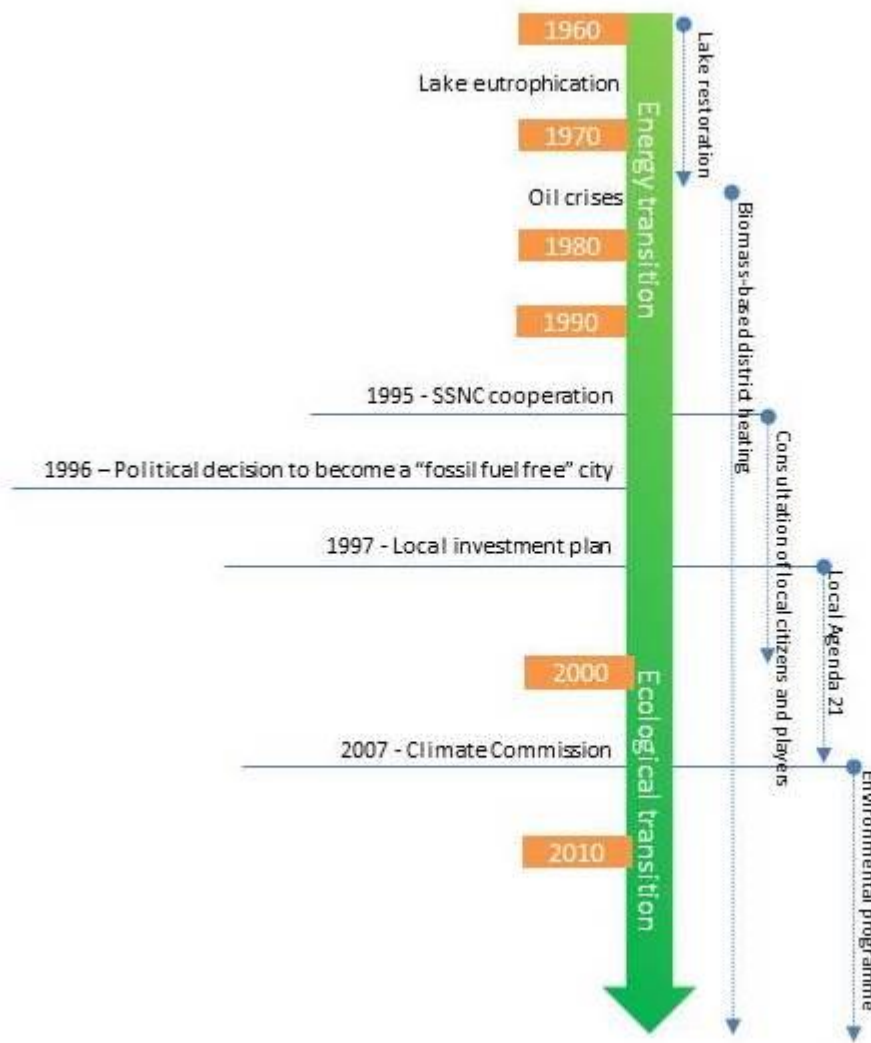 1960
Lake eutrophication
1970
Oil crises
1980
1990
1995 - SSNC cooperation
1996 – Political decision to become a “fossil fuel free” city
1997 - Local investment plan
2000
2007 - Climate Commission
2010
Energy transition
Ecological transition
Lake restoration
Biomass-based district heating
Consultation of local citizens and players
Local Agenda 21
Environmental programme